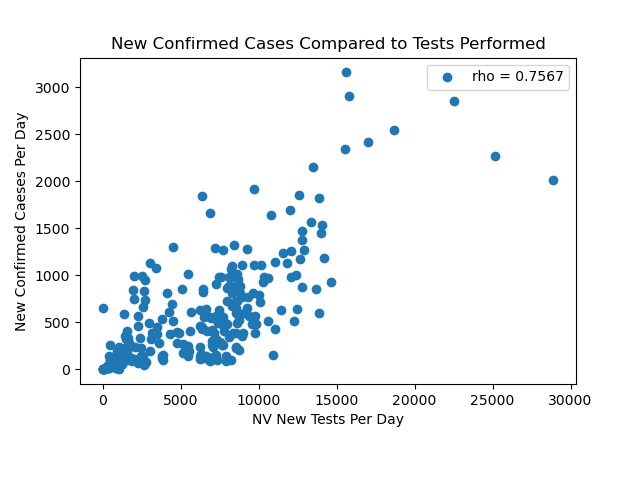 New Confirmed Cases Compared to Tests Performed
rho = 0.7567
3000
2500
2000
1500
1000
500
0
New Confirmed Caeses Per Day
0 5000 10000 15000 20000 25000 30000
NV New Tests Per Day